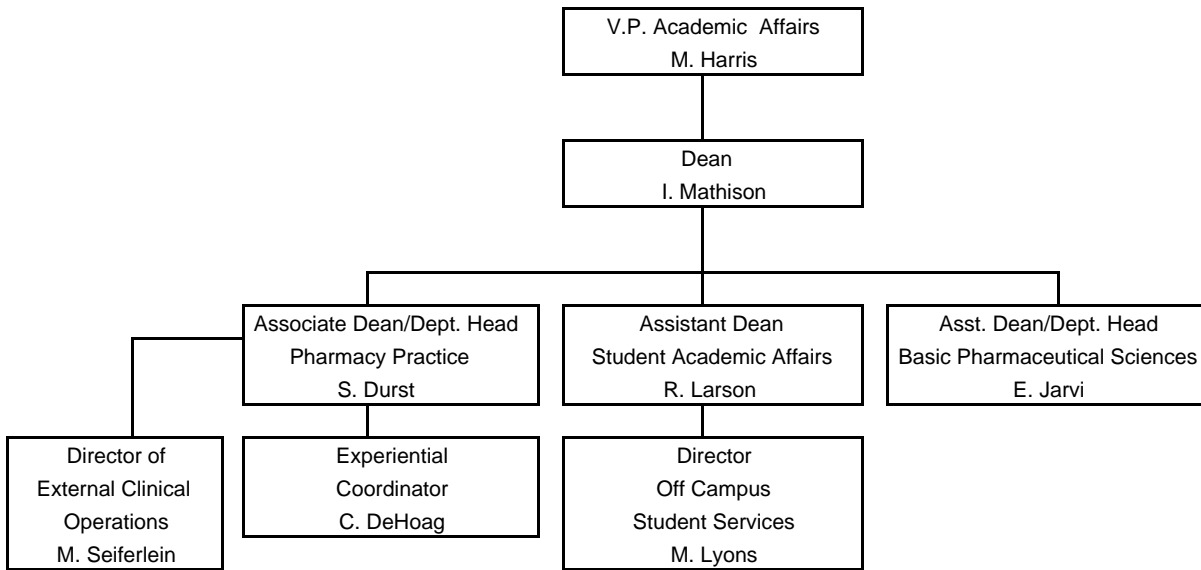 V.P. Academic Affairs
M. Harris
Dean
I. Mathison
Associate Dean/Dept. Head
Pharmacy Practice
S. Durst
Assistant Dean
Student Academic Affairs
R. Larson
Asst. Dean/Dept. Head
Basic Pharmaceutical Sciences
E. Jarvi
Director of
External Clinical
Operations
M. Seiferlein
Experiential
Coordinator
C. DeHoag
Director
Off Campus
Student Services
M. Lyons